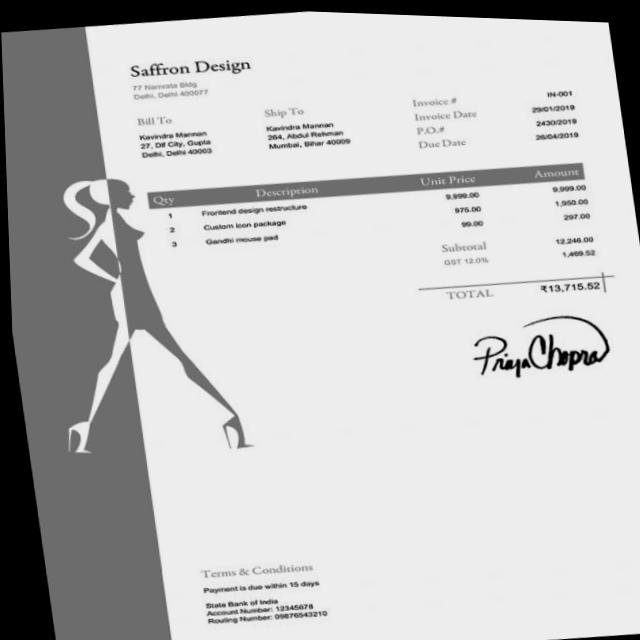 Saffron Design
77 Namrata Bldg
Delhi, Delhi 400077
Bill To
Kavindra Mannan
27, Dlf City, Gupta
Delhi, Delhi 40003
Ship To
Kavindra Mannan
264, Abdul Rehman
Mumbai, Bihar 40009
Invoice # IN-001
Invoice Date 29/01/2019
P.O.# 2430/2019
Due Date 26/04/2019
Qty Description Unit Price Amount
1 Frontend design restructure 9,999.00 9,999.00
2 Custom icon package 975.00 1,950.00
3 Gandhi mouse pad 99.00 297.00
Subtotal 12,246.00
GST 12.0% 1,469.52
TOTAL ₹13,715.52
Priya Chopra
Terms & Conditions
Payment is due within 15 days
State Bank of India
Account Number: 12345678
Routing Number: 09876543210